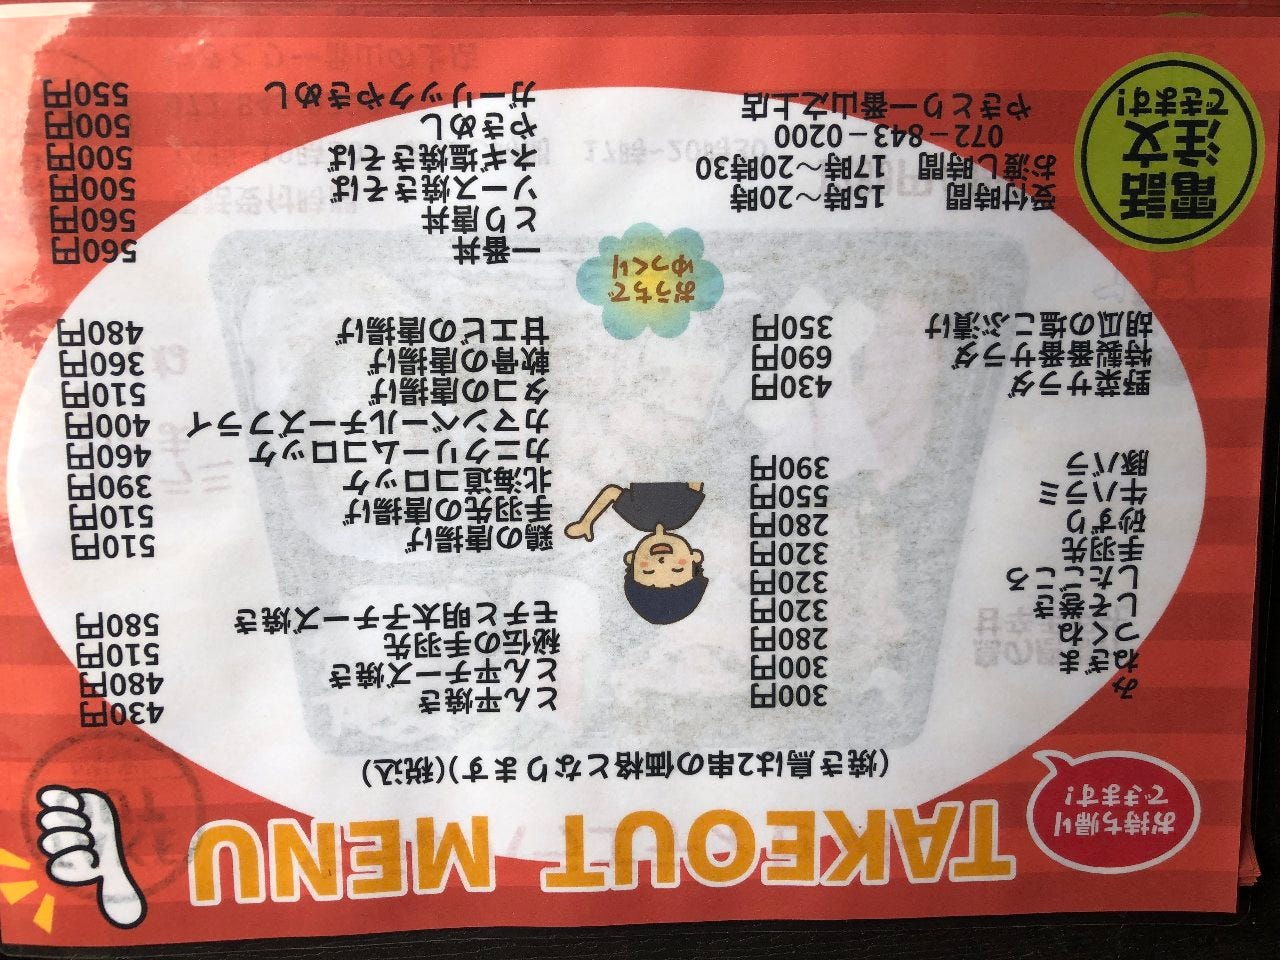 お持ち帰り
できます!
TAKEOUT MENU
(焼き鳥は2串の価格となります)(税込)
み 300円
ねぎま 300円
つくね 280円
しそ巻き 320円
したごころ 320円
手羽先 320円
砂ずり 280円
牛ハラミ 550円
豚バラ 390円
野菜サラダ 430円
特製番番サラダ 690円
胡瓜の塩こぶ漬け 350円
とん平焼き 430円
とん平チーズ焼き 480円
秘伝の手羽先 510円
モチと明太子チーズ焼き 580円
鶏の唐揚げ 510円
手羽先の唐揚げ 510円
北海道コロッケ 390円
カニクリームコロッケ 460円
カマンベールチーズフライ 400円
タコの唐揚げ 510円
軟骨の唐揚げ 360円
甘エビの唐揚げ 480円
おうちで
ゆっくり
一番丼 560円
とり唐丼 560円
ソース焼きそば 500円
ネギ塩焼きそば 500円
やきめし 500円
ガーリックやきめし 550円
電話
注文
できます!
受付時間 15時〜20時
お渡し時間 17時〜20時30
072-843-0200
やきとり一番山之上店